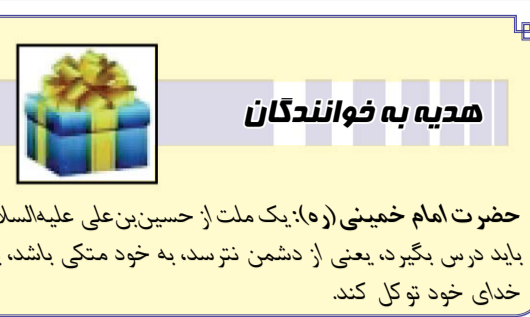 هدیه به خوانندگان
حضرت امام خمینی (ره): یک ملت از حسین‌بن‌علی علیه‌السلا
باید درس بگیرد، یعنی از دشمن نترسد، به خود متکی باشد،
خدای خود توکل کند.